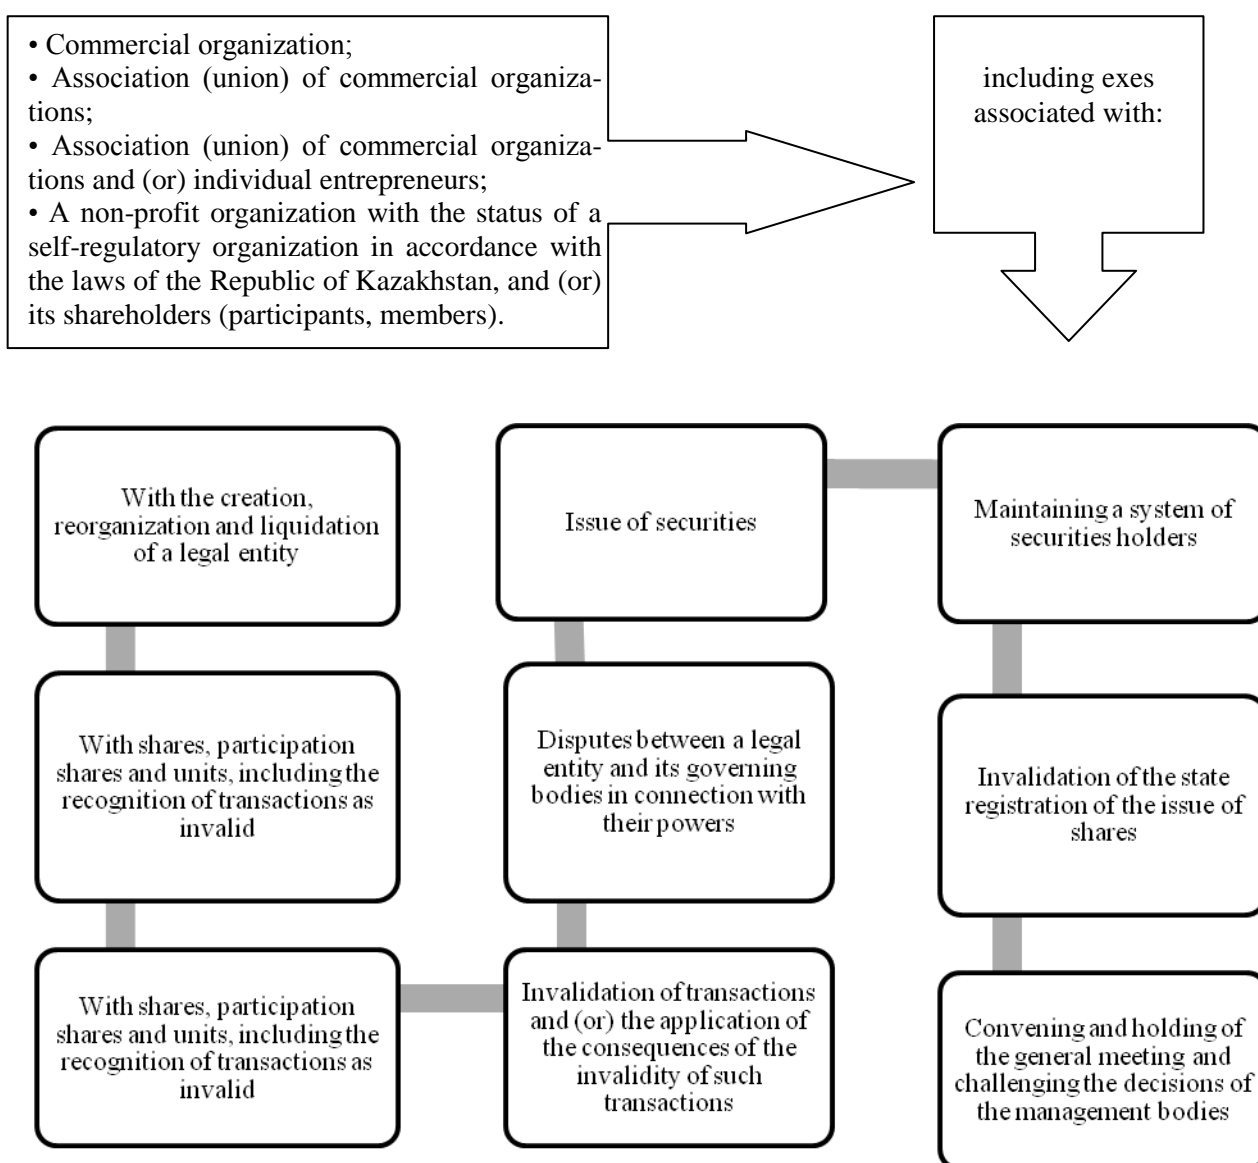 • Commercial organization;
• Association (union) of commercial organiza-
tions;
• Association (union) of commercial organiza-
tions and (or) individual entrepreneurs;
• A non-profit organization with the status of a
self-regulatory organization in accordance with
the laws of the Republic of Kazakhstan, and (or)
its shareholders (participants, members).
including exes
associated with:
With the creation,
reorganization and liquidation
of a legal entity
With shares, participation
shares and units, including the
recognition of transactions as
invalid
With shares, participation
shares and units, including the
recognition of transactions as
invalid
Invalidation of transactions
and (or) the application of
the consequences of the
invalidity of such
transactions
Disputes between a legal
entity and its governing
bodies in connection with
their powers
Issue of securities
Maintaining a system of
securities holders
Invalidation of the state
registration of the issue of
shares
Convening and holding of
the general meeting and
challenging the decisions of
the management bodies